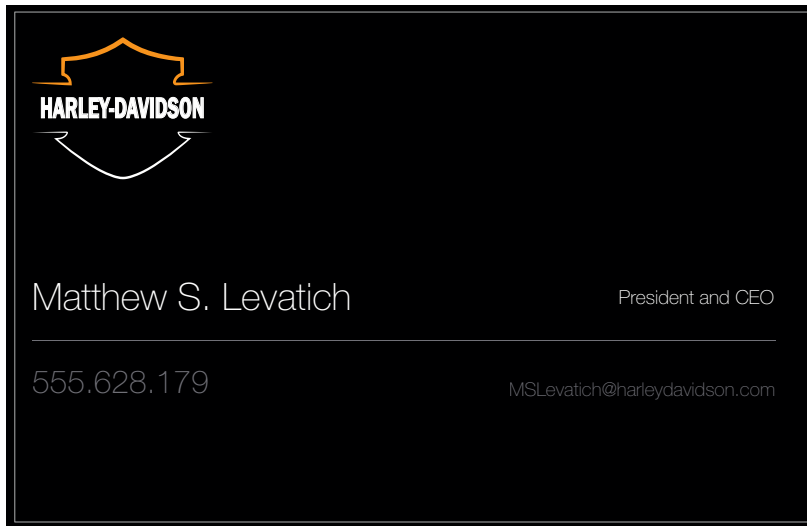 HARLEY-DAVIDSON
Matthew S. Levatich
President and CEO
555.628.179
MSLevatich@harleydavidson.com